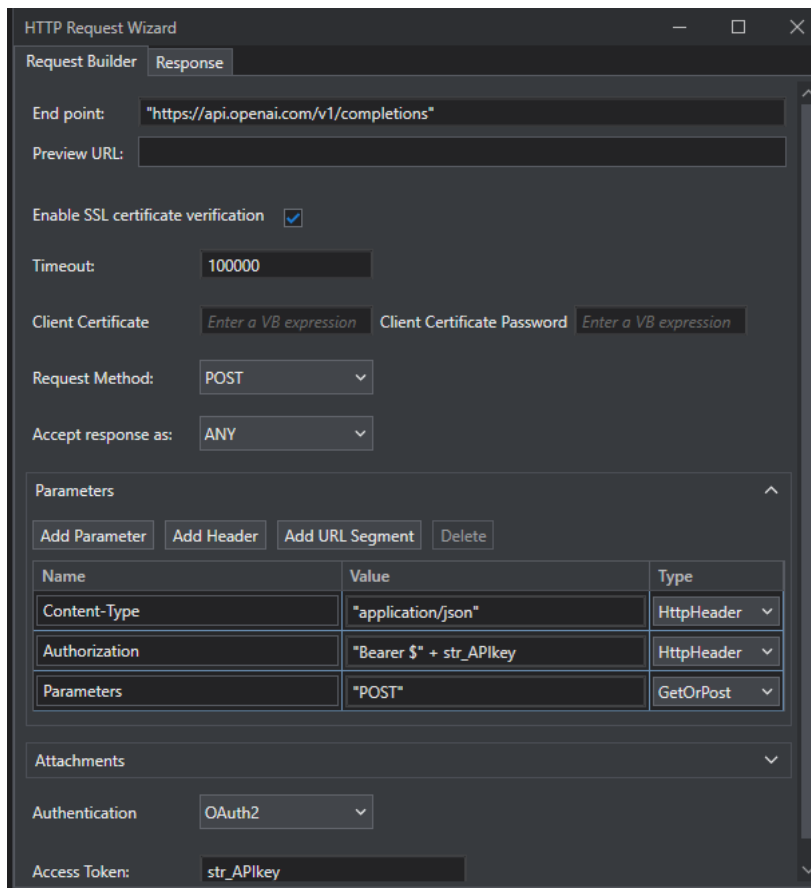 HTTP Request Wizard
Request Builder Response
End point: "https://api.openai.com/v1/completions"
Preview URL:
Enable SSL certificate verification
Timeout: 100000
Client Certificate Enter a VB expression Client Certificate Password Enter a VB expression
Request Method: POST
Accept response as: ANY
Parameters
Add Parameter Add Header Add URL Segment Delete
Name Value Type
Content-Type "application/json" HttpHeader
Authorization "Bearer $" + str_APIkey HttpHeader
Parameters "POST" GetOrPost
Attachments
Authentication OAuth2
Access Token: str_APIkey